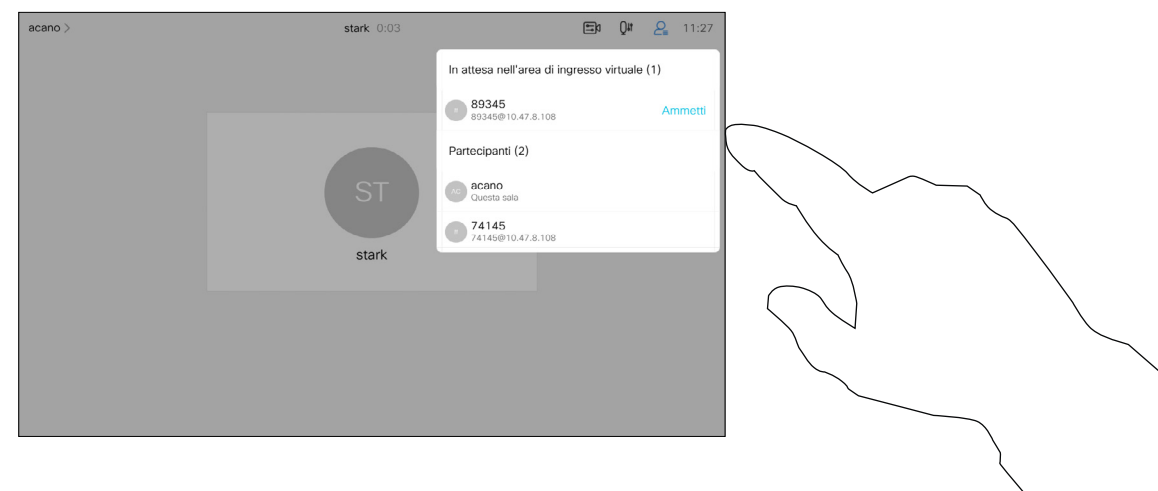 acano >
stark 0:03
11:27
In attesa nell'area di ingresso virtuale (1)
89345
89345@10.47.8.108
Ammetti
Partecipanti (2)
AC
acano
Questa sala
74145
74145@10.47.8.108
ST
stark